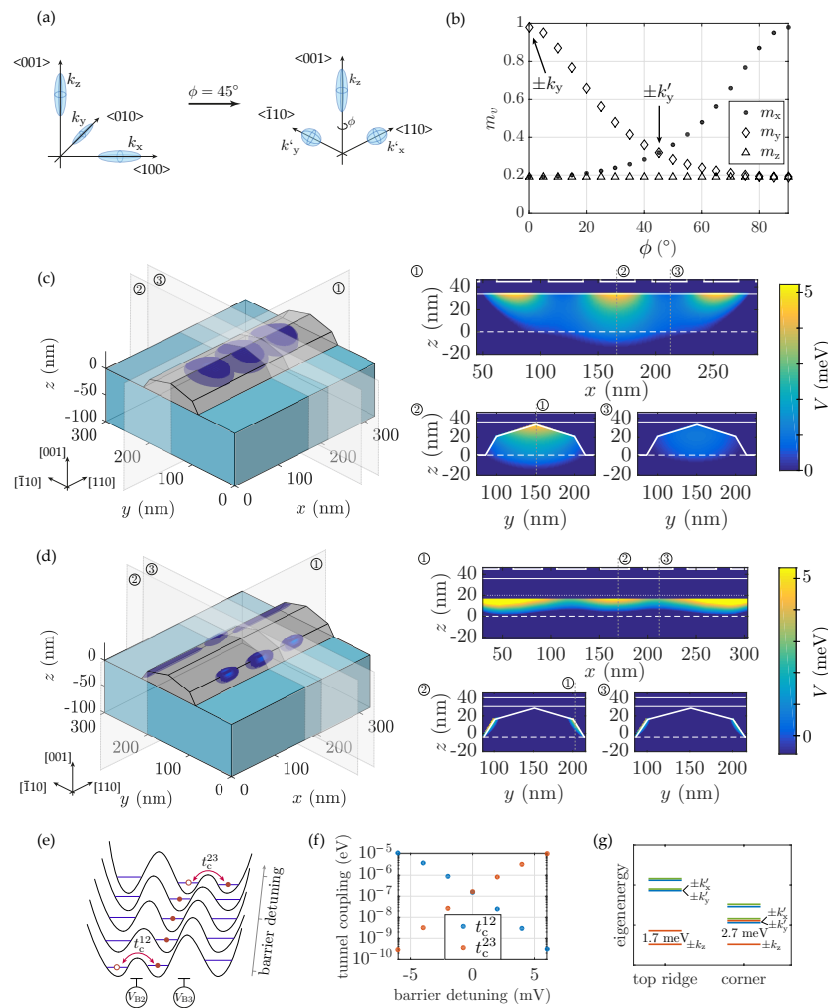 (a)
<001>
k_z
k_y
<010>
k_x
<100>
ϕ = 45°
<001>
k_z
ϕ
<1̄10>
<110>
k‘_y
k‘_x
(b)
m_v
1
0.8
0.6
0.4
0.2
0
±k_y
±k′_y
m_x
m_y
m_z
0 20 40 60 80
ϕ (°)
(c)
② ③ ①
z (nm)
0
-50
-100
300
200
100
0
0
100
200
300
y (nm)
x (nm)
[001]
[1̄10]
[110]
① ② ③
z (nm)
40
20
0
-20
50 100 150 200 250
x (nm)
② ① ③
z (nm)
40
20
0
-20
100 150 200
y (nm)
40
20
0
-20
100 150 200
y (nm)
5
0
V (meV)
(d)
② ③ ①
z (nm)
0
-50
-100
300
200
100
0
0
100
200
300
y (nm)
x (nm)
[001]
[1̄10]
[110]
① ② ③
z (nm)
40
20
0
-20
50 100 150 200 250 300
x (nm)
② ① ③
z (nm)
40
20
0
-20
100 150 200
y (nm)
40
20
0
-20
100 150 200
y (nm)
5
0
V (meV)
(e)
t_c^23
t_c^12
barrier detuning
V_B2
V_B3
(f)
tunnel coupling (eV)
10^-5
10^-6
10^-7
10^-8
10^-9
10^-10
t_c^12
t_c^23
-5 0 5
barrier detuning (mV)
(g)
eigenenergy
±k′_x
±k′_y
1.7 meV
±k_z
±k′_x
±k′_y
2.7 meV
±k_z
top ridge
corner